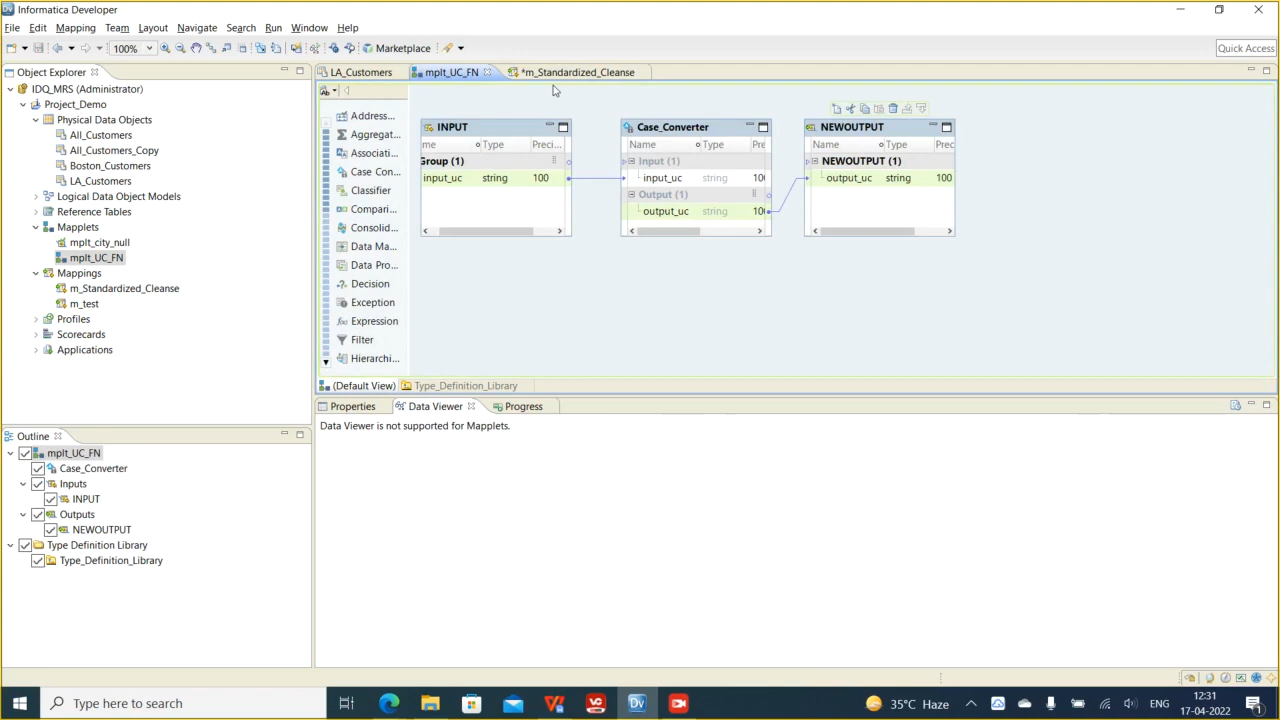 Dv Informatica Developer
File Edit Mapping Team Layout Navigate Search Run Window Help
100% Marketplace Quick Access
Object Explorer
IDQ_MRS (Administrator)
Project_Demo
Physical Data Objects
All_Customers
All_Customers_Copy
Boston_Customers
LA_Customers
Logical Data Object Models
Reference Tables
Mapplets
mplt_city_null
mplt_UC_FN
Mappings
m_Standardized_Cleanse
m_test
Profiles
Scorecards
Applications
Outline
mplt_UC_FN
Case_Converter
Inputs
INPUT
Outputs
NEWOUTPUT
Type Definition Library
Type_Definition_Library
LA_Customers mplt_UC_FN *m_Standardized_Cleanse
Ab
Address...
Aggregat...
Associati...
Case Con...
Classifier
Compari...
Consolid...
Data Ma...
Data Pro...
Decision
Exception
Expression
Filter
Hierarchi...
INPUT
me Type Preci
Group (1)
input_uc string 100
Case_Converter
Name Type Pre
Input (1)
input_uc 100
Output (1)
output_uc string 100
NEWOUTPUT
Name Type Prec
NEWOUTPUT (1)
output_uc string 100
(Default View) Type_Definition_Library
Properties Data Viewer Progress
Data Viewer is not supported for Mapplets.
Type here to search
Dv
35°C Haze ENG
12:31
17-04-2022
1